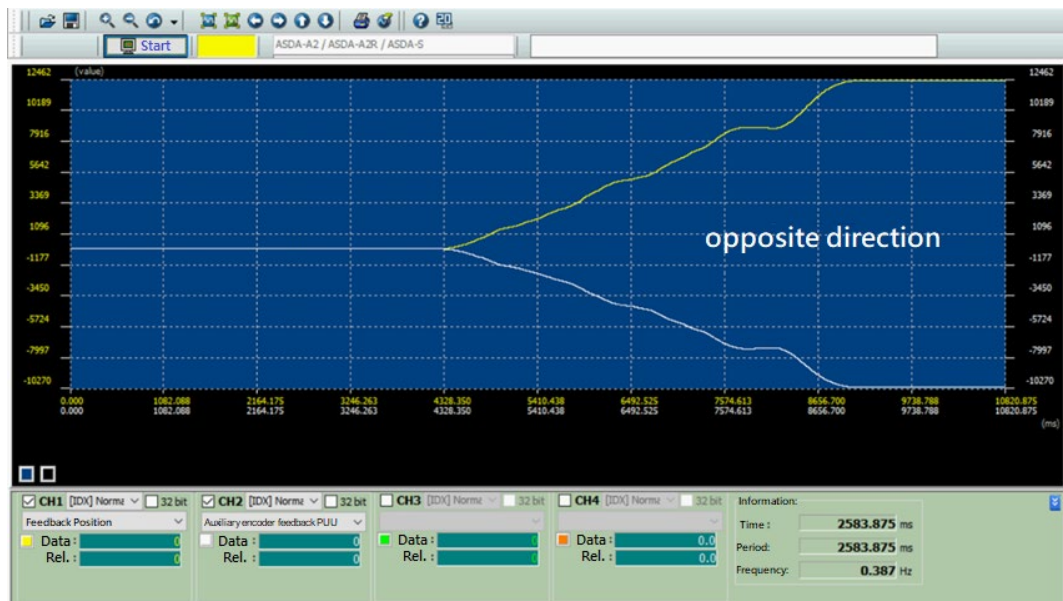 Start
ASDA-A2 / ASDA-A2R / ASDA-S
12462 (value) 12462
10189 10189
7916 7916
5642 5642
3369 3369
1096 1096
opposite direction
-1177 -1177
-3450 -3450
-5724 -5724
-7997 -7997
-10270 -10270
0.000 1082.088 2164.175 3246.263 4328.350 5410.438 6492.525 7574.613 8656.700 9738.788 10820.875
0.000 1082.088 2164.175 3246.263 4328.350 5410.438 6492.525 7574.613 8656.700 9738.788 10820.875
(ms)
CH1 [IDX] Norma 32 bit CH2 [IDX] Norma 32 bit CH3 [IDX] Norma 32 bit CH4 [IDX] Norma 32 bit Information:
Feedback Position Auxiliary encoder feedback PUU Time : 2583.875 ms
Data : 0 Data : 0 Data : 0 Data : 0.0 Period: 2583.875 ms
Rel. : 0 Rel. : 0 Rel. : 0 Rel. : 0.0 Frequency: 0.387 Hz